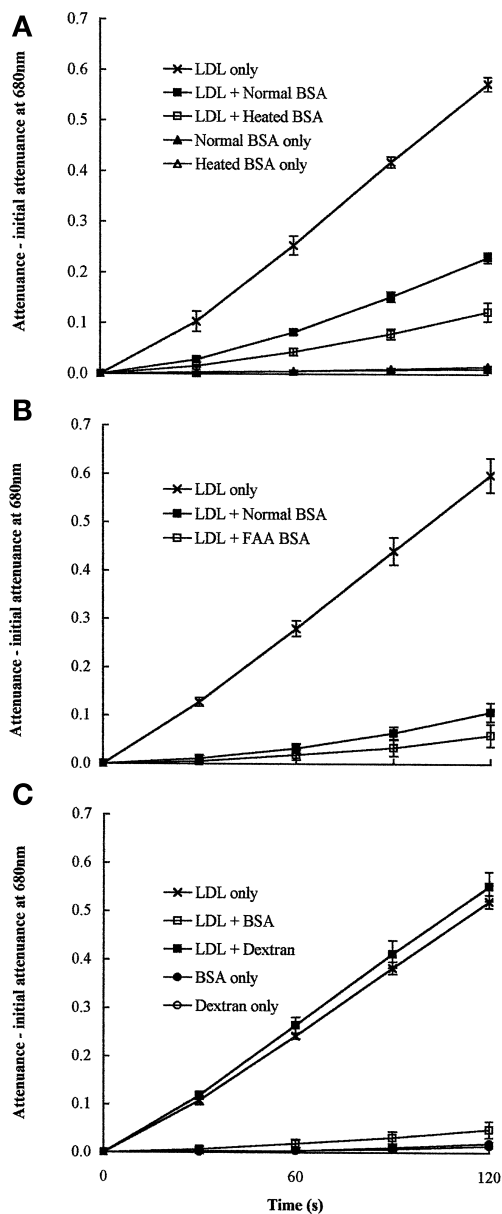 A
Attenuance - initial attenuance at 680nm
0.7
0.6
0.5
0.4
0.3
0.2
0.1
0.0
LDL only
LDL + Normal BSA
LDL + Heated BSA
Normal BSA only
Heated BSA only
B
Attenuance - initial attenuance at 680nm
0.7
0.6
0.5
0.4
0.3
0.2
0.1
0.0
LDL only
LDL + Normal BSA
LDL + FAA BSA
C
Attenuance - initial attenuance at 680nm
0.7
0.6
0.5
0.4
0.3
0.2
0.1
0.0
LDL only
LDL + BSA
LDL + Dextran
BSA only
Dextran only
0
60
120
Time (s)